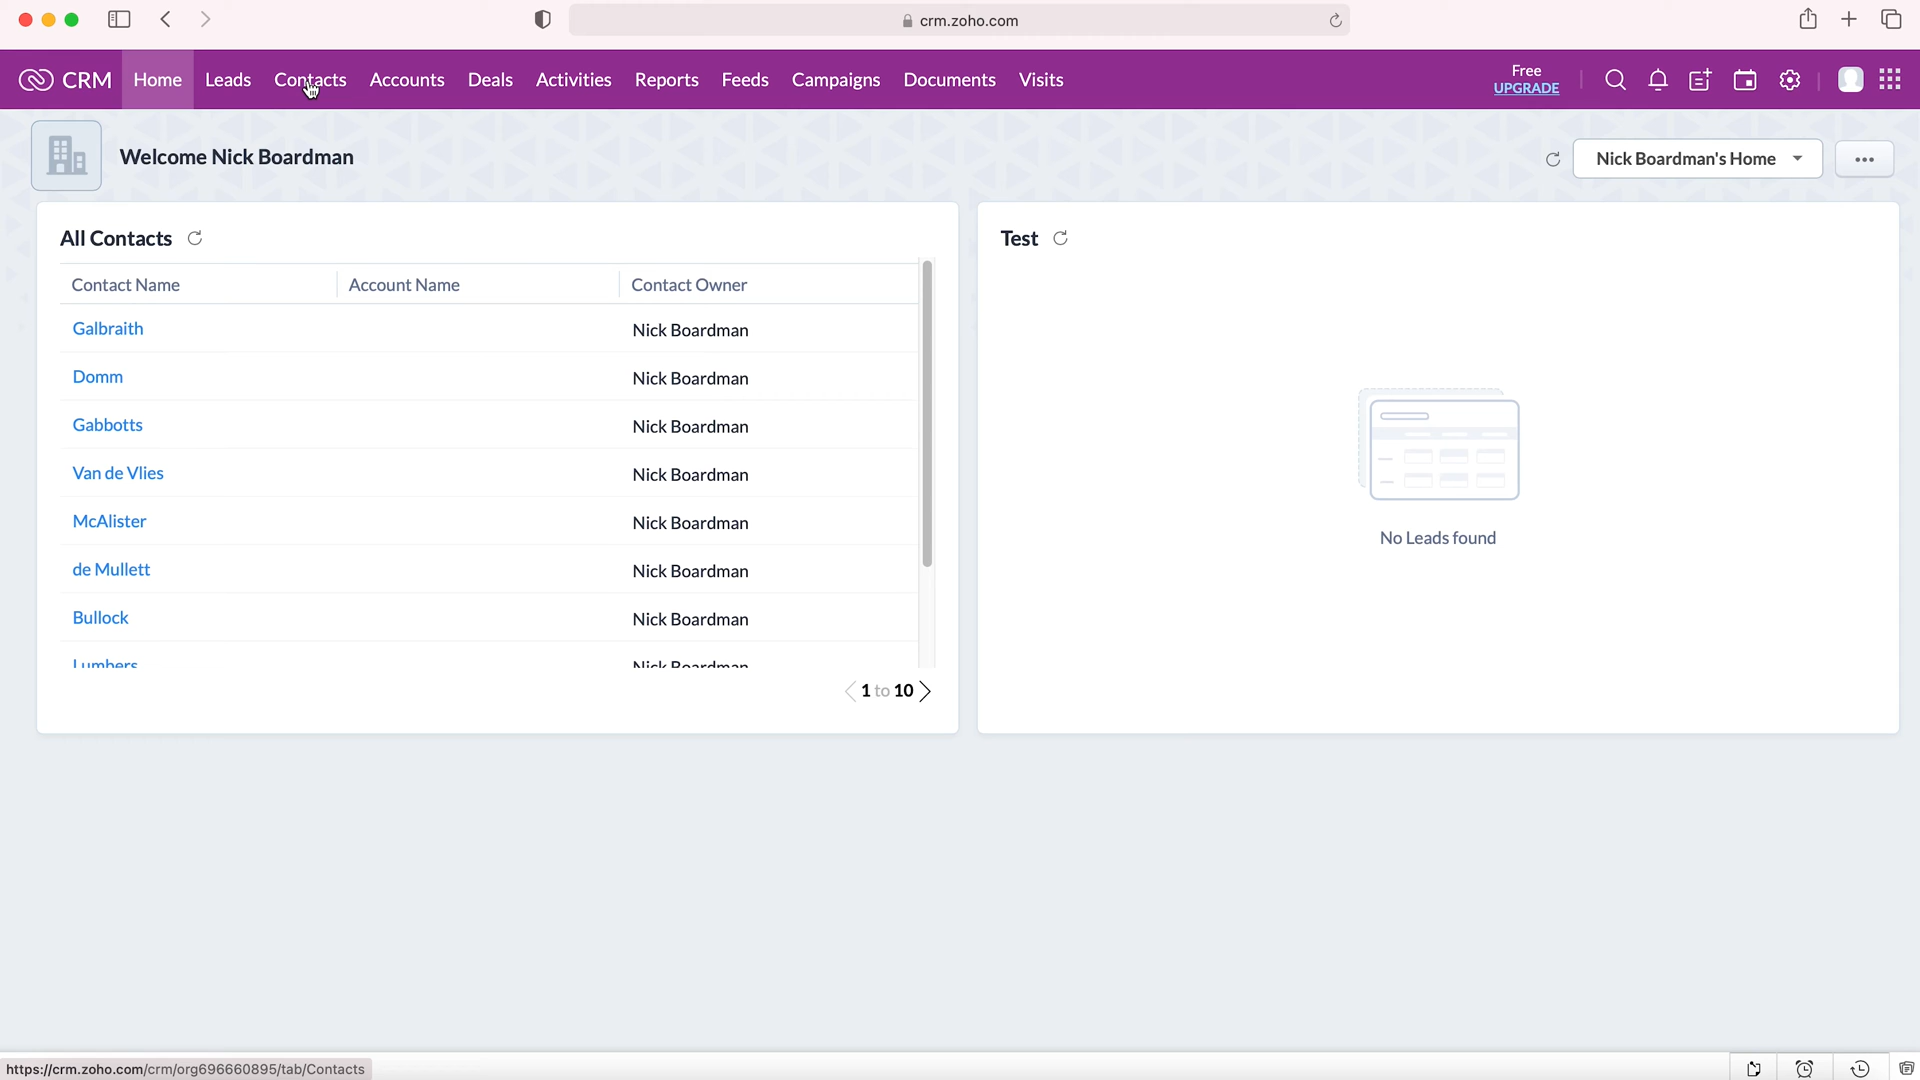 crm.zoho.com
CRM Home Leads Contacts Accounts Deals Activities Reports Feeds Campaigns Documents Visits Free UPGRADE
Welcome Nick Boardman
Nick Boardman's Home
All Contacts
Contact Name Account Name Contact Owner
Galbraith Nick Boardman
Domm Nick Boardman
Gabbotts Nick Boardman
Van de Vlies Nick Boardman
McAlister Nick Boardman
de Mullett Nick Boardman
Bullock Nick Boardman
Lumbers Nick Boardman
1 to 10
Test
No Leads found
https://crm.zoho.com/crm/org696660895/tab/Contacts